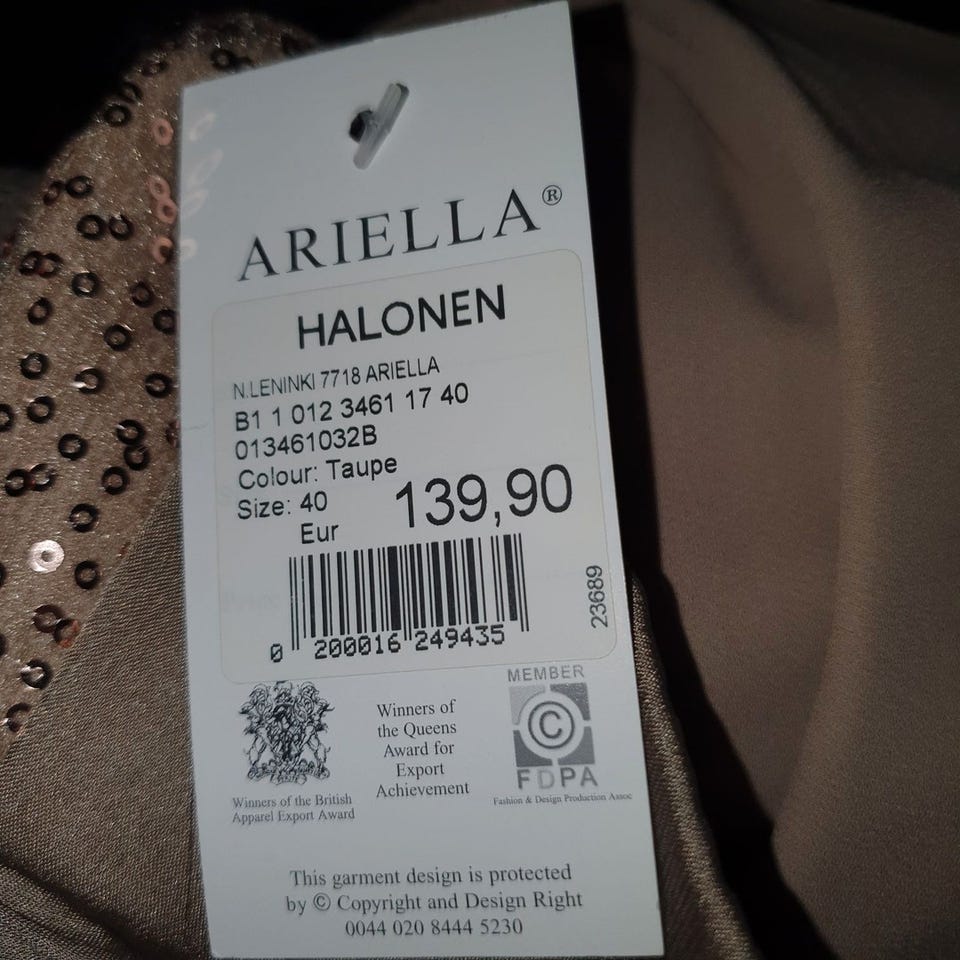 ARIELLA®
HALONEN
N.LENINKI 7718 ARIELLA
B1 1 012 3461 17 40
013461032B
Colour: Taupe
Size: 40
139,90
Eur
23689
0 200016 249435
MEMBER
FDPA
Fashion & Design Production Assoc
Winners of
the Queens
Award for
Export
Achievement
Winners of the British
Apparel Export Award
This garment design is protected
by © Copyright and Design Right
0044 020 8444 5230